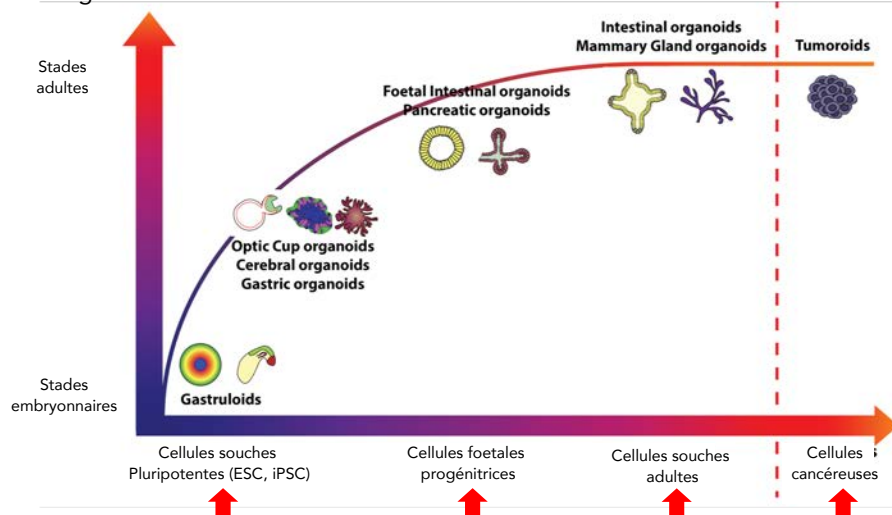 Intestinal organoids
Mammary Gland organoids
Tumoroids
Stades
adultes
Foetal Intestinal organoids
Pancreatic organoids
Optic Cup organoids
Cerebral organoids
Gastric organoids
Stades
embryonnaires
Gastruloids
Cellules souches
Pluripotentes (ESC, iPSC)
Cellules foetales
progénitrices
Cellules souches
adultes
Cellules
cancéreuses